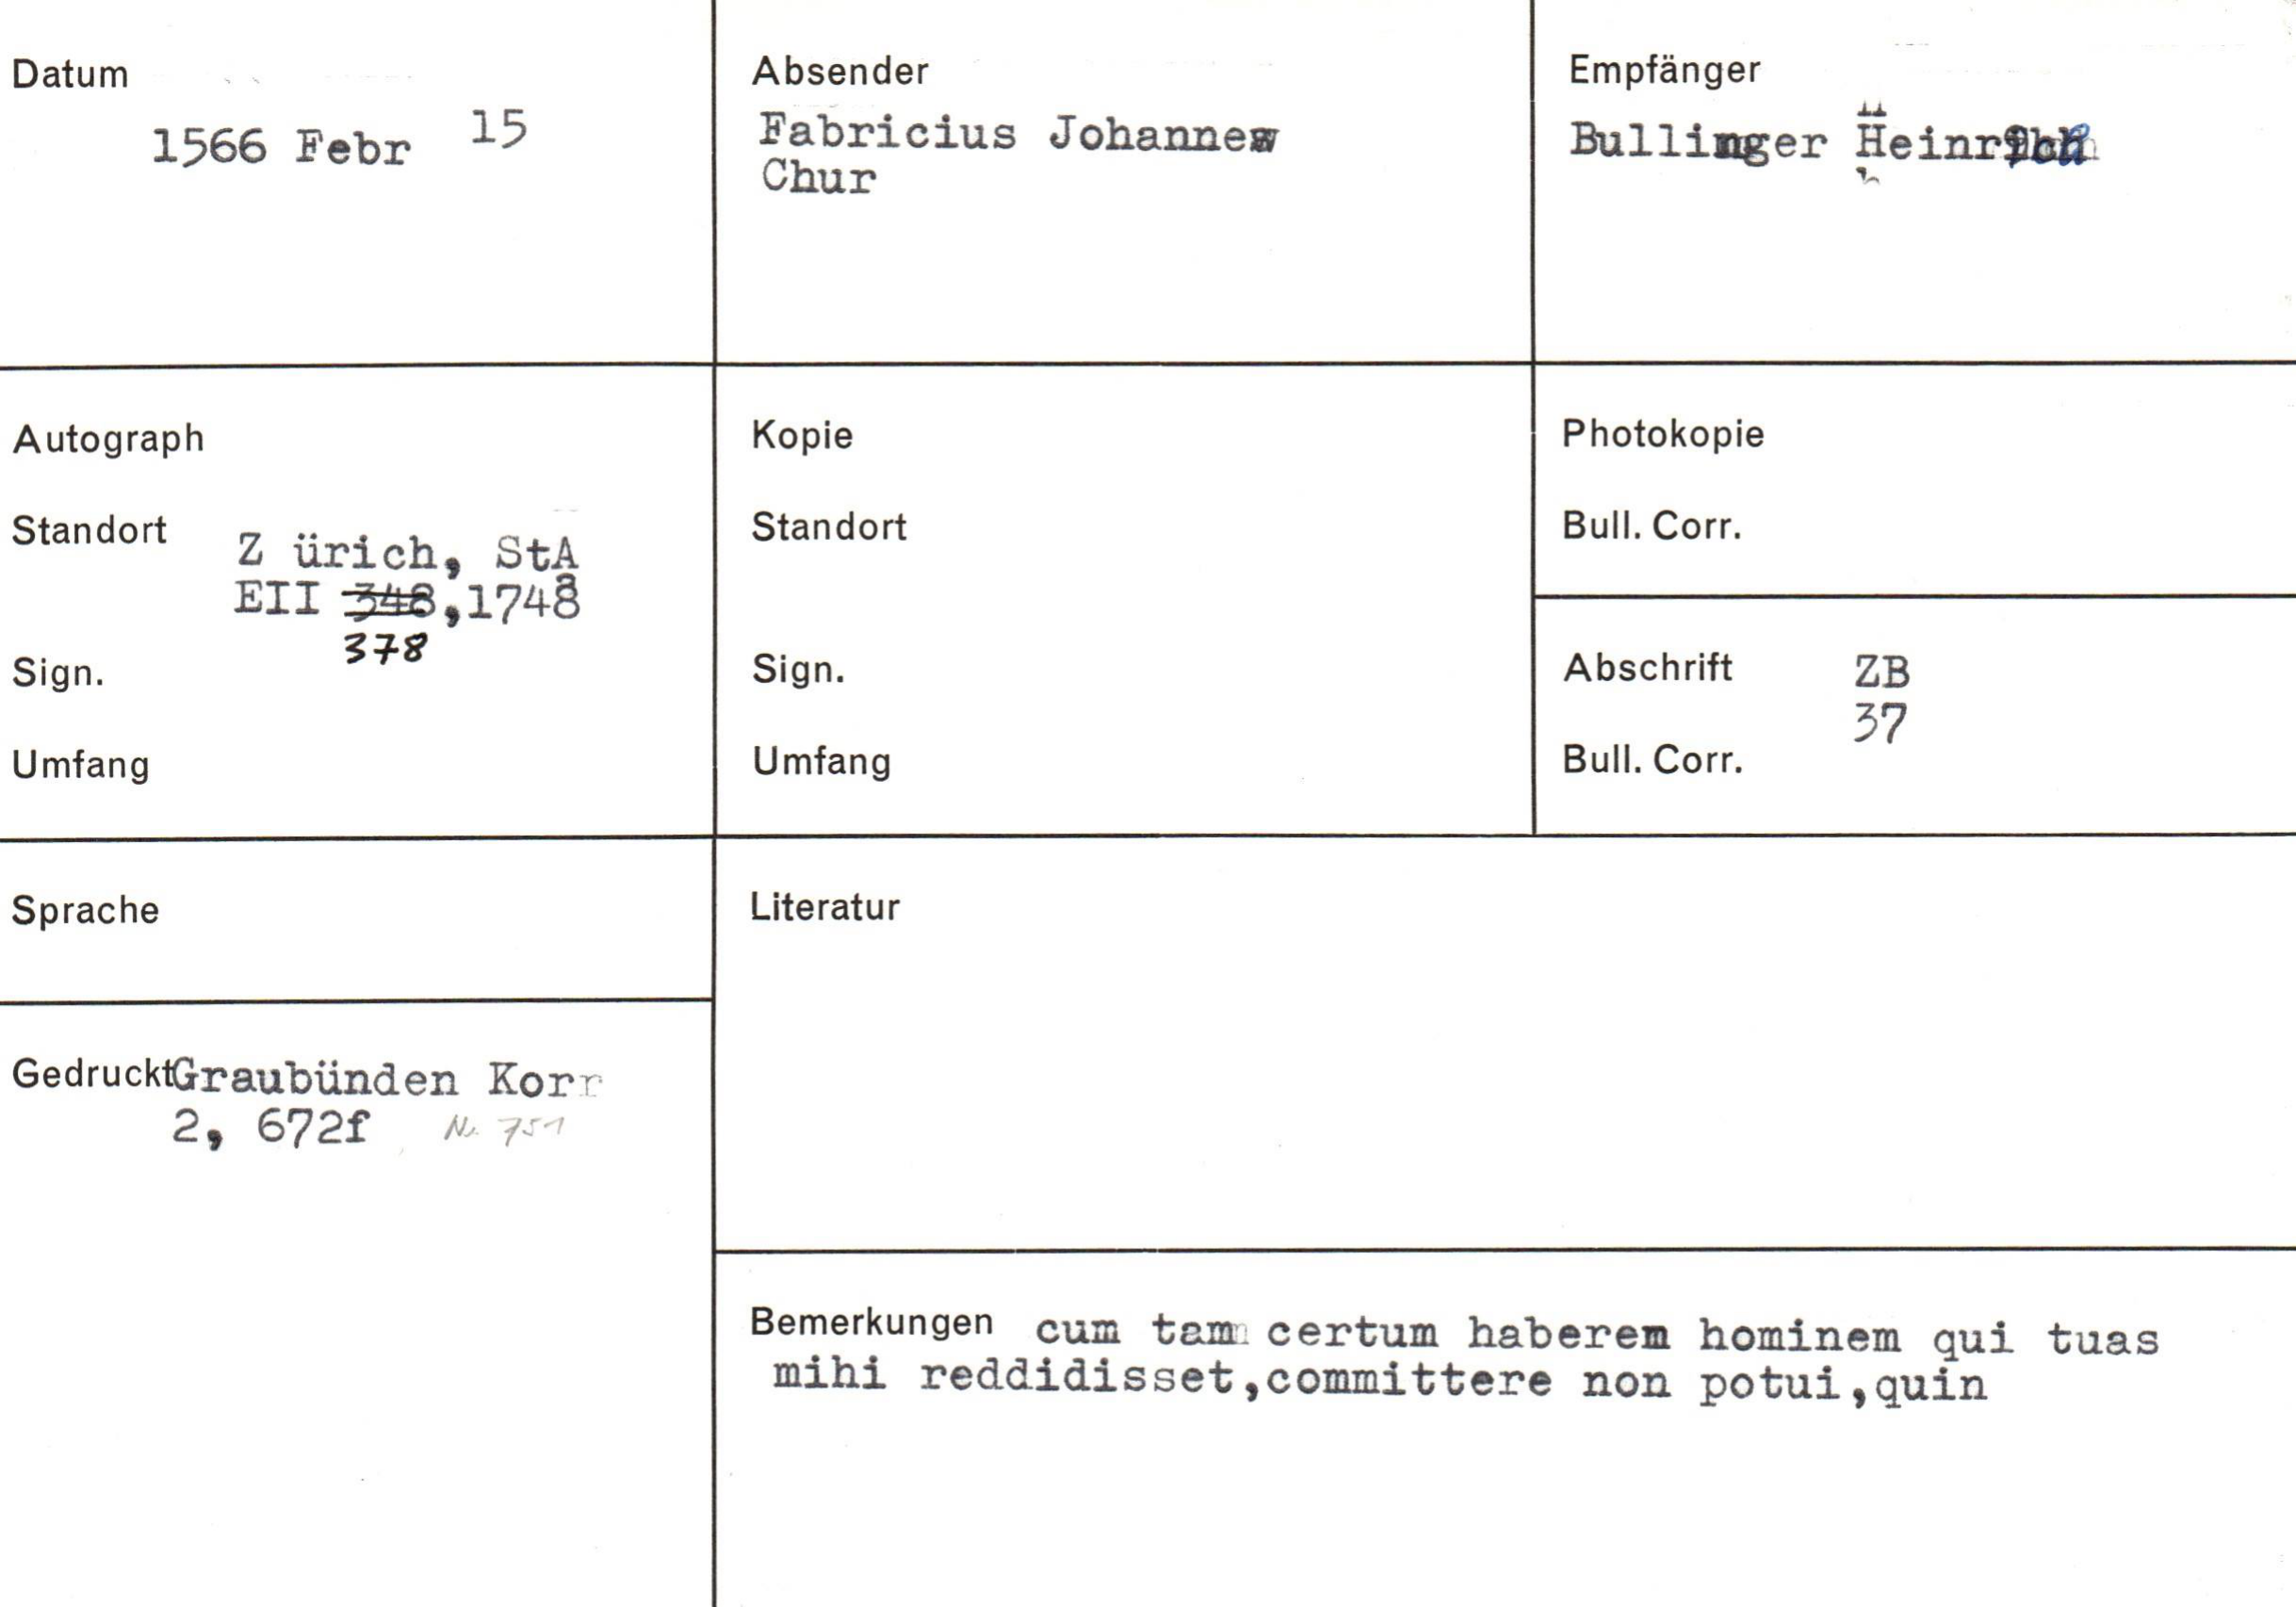 Datum
1566 Febr 15
Absender
Fabricius Johannes
Chur
Empfänger
Bullinger Heinrich
Autograph
Standort
Z ürich, StA
EII 348,1748
378
Sign.
Umfang
Kopie
Standort
Sign.
Umfang
Photokopie
Bull. Corr.
Abschrift ZB
37
Bull. Corr.
Sprache
Literatur
Gedruckt Graubünden Korr
2, 672f Nr. 751
Bemerkungen cum tam certum haberem hominem qui tuas
mihi reddidisset,committere non potui,quin